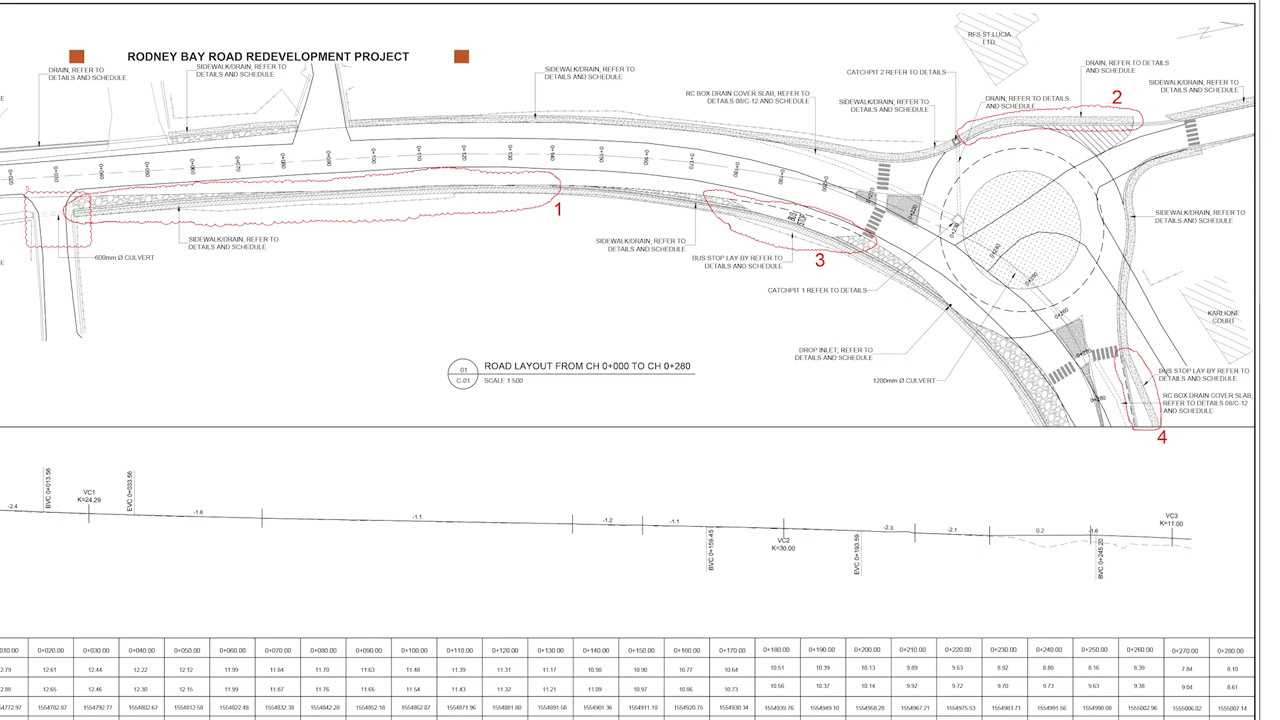 RODNEY BAY ROAD REDEVELOPMENT PROJECT
RFS ST LUCIA
LTD.
DRAIN, REFER TO
DETAILS AND SCHEDULE
SIDEWALK/DRAIN, REFER TO
DETAILS AND SCHEDULE
SIDEWALK/DRAIN, REFER TO
DETAILS AND SCHEDULE
RC BOX DRAIN COVER SLAB, REFER TO
DETAILS 08/C-12 AND SCHEDULE
CATCHPIT 2 REFER TO DETAILS
SIDEWALK/DRAIN, REFER TO
DETAILS AND SCHEDULE
DRAIN, REFER TO DETAILS
AND SCHEDULE
DRAIN, REFER TO DETAILS
AND SCHEDULE
SIDEWALK/DRAIN, REFER TO
DETAILS AND SCHEDULE
2
1
3
4
SIDEWALK/DRAIN, REFER TO
DETAILS AND SCHEDULE
600mm Ø CULVERT
SIDEWALK/DRAIN, REFER TO
DETAILS AND SCHEDULE
BUS STOP
BUS STOP LAY-BY REFER TO
DETAILS AND SCHEDULE
CATCHPIT 1 REFER TO DETAILS
SIDEWALK/DRAIN, REFER TO
DETAILS AND SCHEDULE
KARLIONE
COURT
DROP INLET, REFER TO
DETAILS AND SCHEDULE
1200mm Ø CULVERT
BUS STOP LAY-BY REFER TO
DETAILS AND SCHEDULE
RC BOX DRAIN COVER SLAB,
REFER TO DETAILS 08/C-12
AND SCHEDULE
01
C-01
ROAD LAYOUT FROM CH 0+000 TO CH 0+280
SCALE 1:500
-2.4
BVC 0+013.56
VC1
K=24.29
EVC 0+033.56
-1.6
-1.1
-1.2
-1.1
BVC 0+159.45
VC2
K=30.00
EVC 0+193.59
-2.3
-2.1
0.2
-1.6
BVC 0+245.20
VC3
K=11.00
010.00 0+020.00 0+030.00 0+040.00 0+050.00 0+060.00 0+070.00 0+080.00 0+090.00 0+100.00 0+110.00 0+120.00 0+130.00 0+140.00 0+150.00 0+160.00 0+170.00 0+180.00 0+190.00 0+200.00 0+210.00 0+220.00 0+230.00 0+240.00 0+250.00 0+260.00 0+270.00 0+280.00
2.79 12.61 12.44 12.22 12.12 11.99 11.84 11.70 11.63 11.48 11.39 11.31 11.17 10.98 10.90 10.77 10.64 10.51 10.39 10.13 9.89 9.63 8.92 8.80 8.16 8.39 7.84 8.10
2.88 12.65 12.46 12.30 12.15 11.99 11.87 11.76 11.65 11.54 11.43 11.32 11.21 11.09 10.97 10.86 10.73 10.56 10.37 10.14 9.92 9.72 9.70 9.73 9.63 9.38 9.04 8.61
54772.97 1554782.87 1554792.77 1554802.67 1554812.58 1554822.48 1554832.38 1554842.28 1554852.18 1554862.07 1554871.96 1554881.80 1554891.58 1554901.36 1554911.18 1554920.75 1554930.34 1554939.76 1554949.10 1554958.28 1554967.21 1554975.53 1554983.71 1554991.56 1554998.08 1555002.96 1555006.02 1555007.14